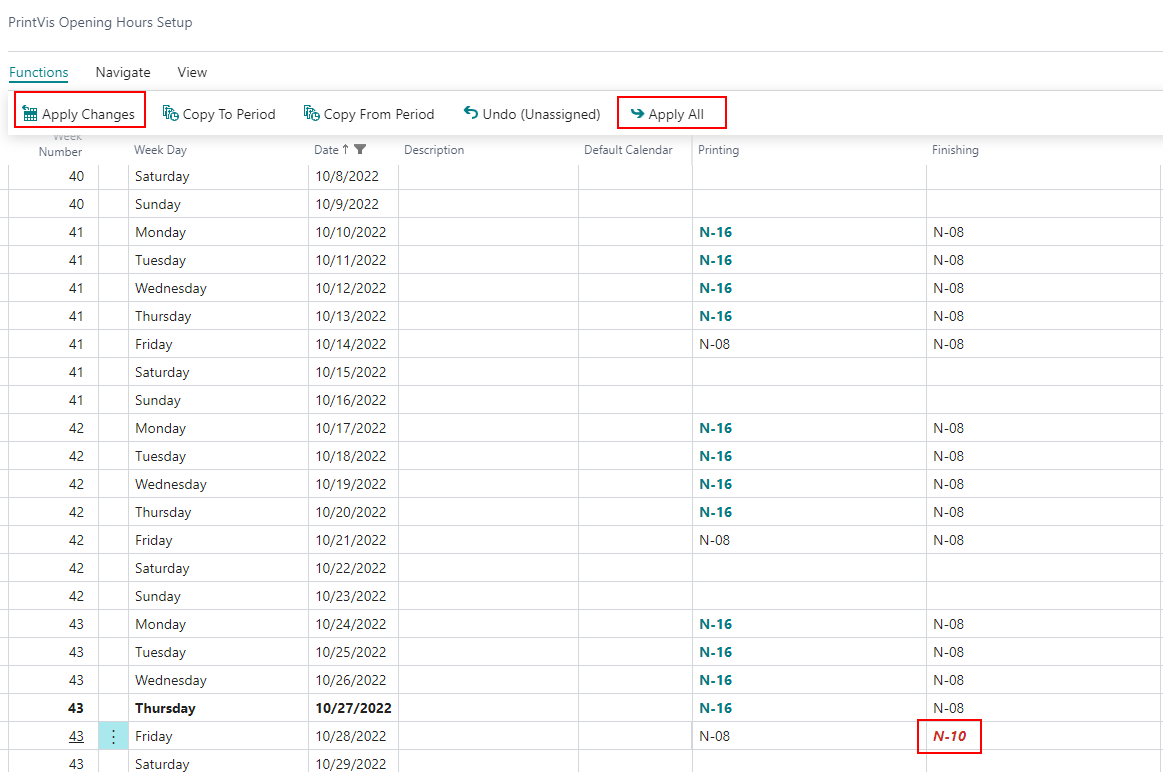 PrintVis Opening Hours Setup
Functions Navigate View
Apply Changes Copy To Period Copy From Period Undo (Unassigned) Apply All
Week Number Week Day Date Description Default Calendar Printing Finishing
40 Saturday 10/8/2022
40 Sunday 10/9/2022
41 Monday 10/10/2022 N-16 N-08
41 Tuesday 10/11/2022 N-16 N-08
41 Wednesday 10/12/2022 N-16 N-08
41 Thursday 10/13/2022 N-16 N-08
41 Friday 10/14/2022 N-08 N-08
41 Saturday 10/15/2022
41 Sunday 10/16/2022
42 Monday 10/17/2022 N-16 N-08
42 Tuesday 10/18/2022 N-16 N-08
42 Wednesday 10/19/2022 N-16 N-08
42 Thursday 10/20/2022 N-16 N-08
42 Friday 10/21/2022 N-08 N-08
42 Saturday 10/22/2022
42 Sunday 10/23/2022
43 Monday 10/24/2022 N-16 N-08
43 Tuesday 10/25/2022 N-16 N-08
43 Wednesday 10/26/2022 N-16 N-08
43 Thursday 10/27/2022 N-16 N-08
43 Friday 10/28/2022 N-08 N-10
43 Saturday 10/29/2022